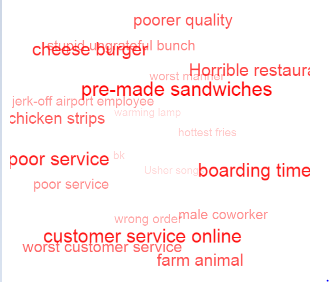 poorer quality
stupid ungrateful bunch
cheese burger
Horrible restaura
worst mannor
pre-made sandwiches
jerk-off airport employee
warming lamp
chicken strips
hottest fries
bk
poor service
Ushor song
boarding time
poor service
male coworker
wrong order
customer service online
worst customer service
farm animal